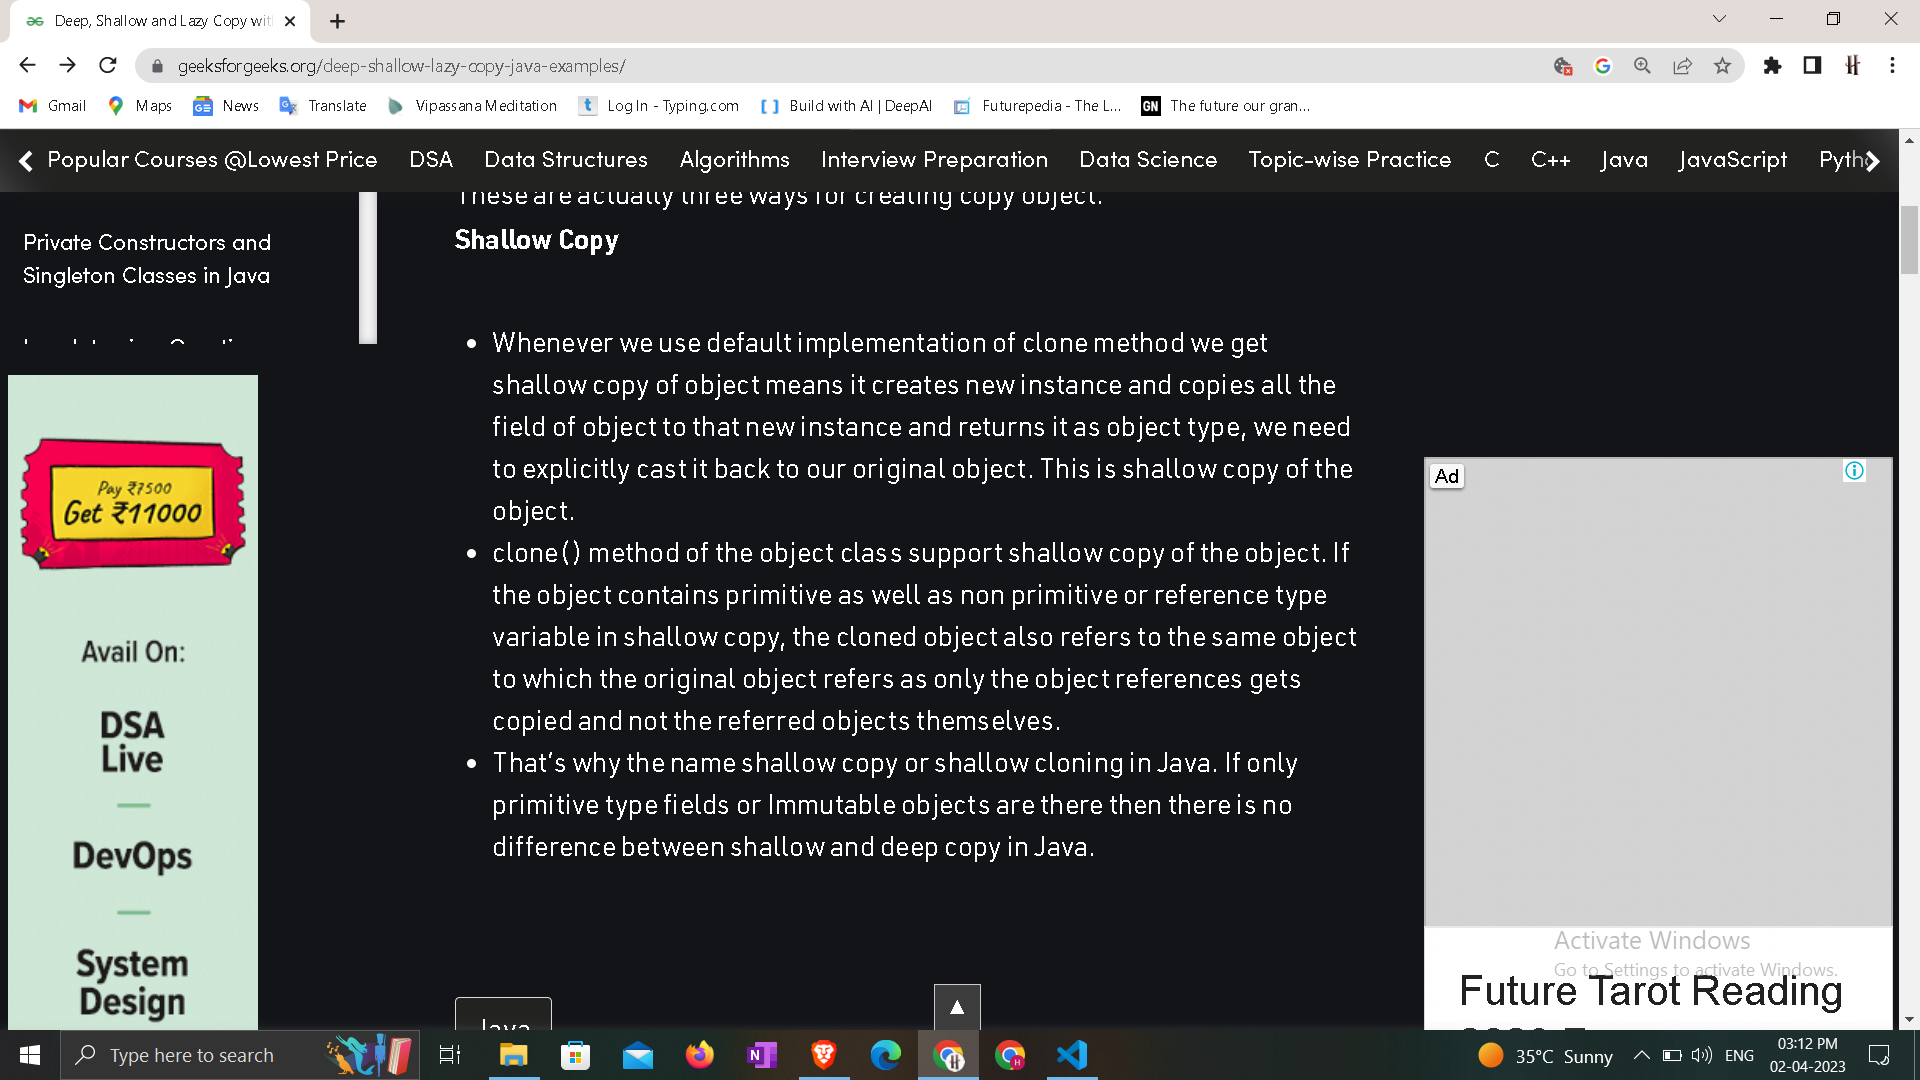 Deep, Shallow and Lazy Copy wit
geeksforgeeks.org/deep-shallow-lazy-copy-java-examples/
Gmail Maps News Translate Vipassana Meditation Log In - Typing.com Build with AI | DeepAI Futurepedia - The L... GN The future our gran...
Popular Courses @Lowest Price DSA Data Structures Algorithms Interview Preparation Data Science Topic-wise Practice C C++ Java JavaScript Pytho
These are actually three ways for creating copy object.
Private Constructors and
Singleton Classes in Java
Shallow Copy
Whenever we use default implementation of clone method we get
shallow copy of object means it creates new instance and copies all the
field of object to that new instance and returns it as object type, we need
to explicitly cast it back to our original object. This is shallow copy of the
object.
clone() method of the object class support shallow copy of the object. If
the object contains primitive as well as non primitive or reference type
variable in shallow copy, the cloned object also refers to the same object
to which the original object refers as only the object references gets
copied and not the referred objects themselves.
That's why the name shallow copy or shallow cloning in Java. If only
primitive type fields or Immutable objects are there then there is no
difference between shallow and deep copy in Java.
Java
Pay ₹7500
Get ₹11000
Avail On:
DSA
Live
DevOps
System
Design
Ad
Activate Windows
Go to Settings to activate Windows.
Future Tarot Reading
Type here to search
35°C Sunny
ENG
03:12 PM
02-04-2023